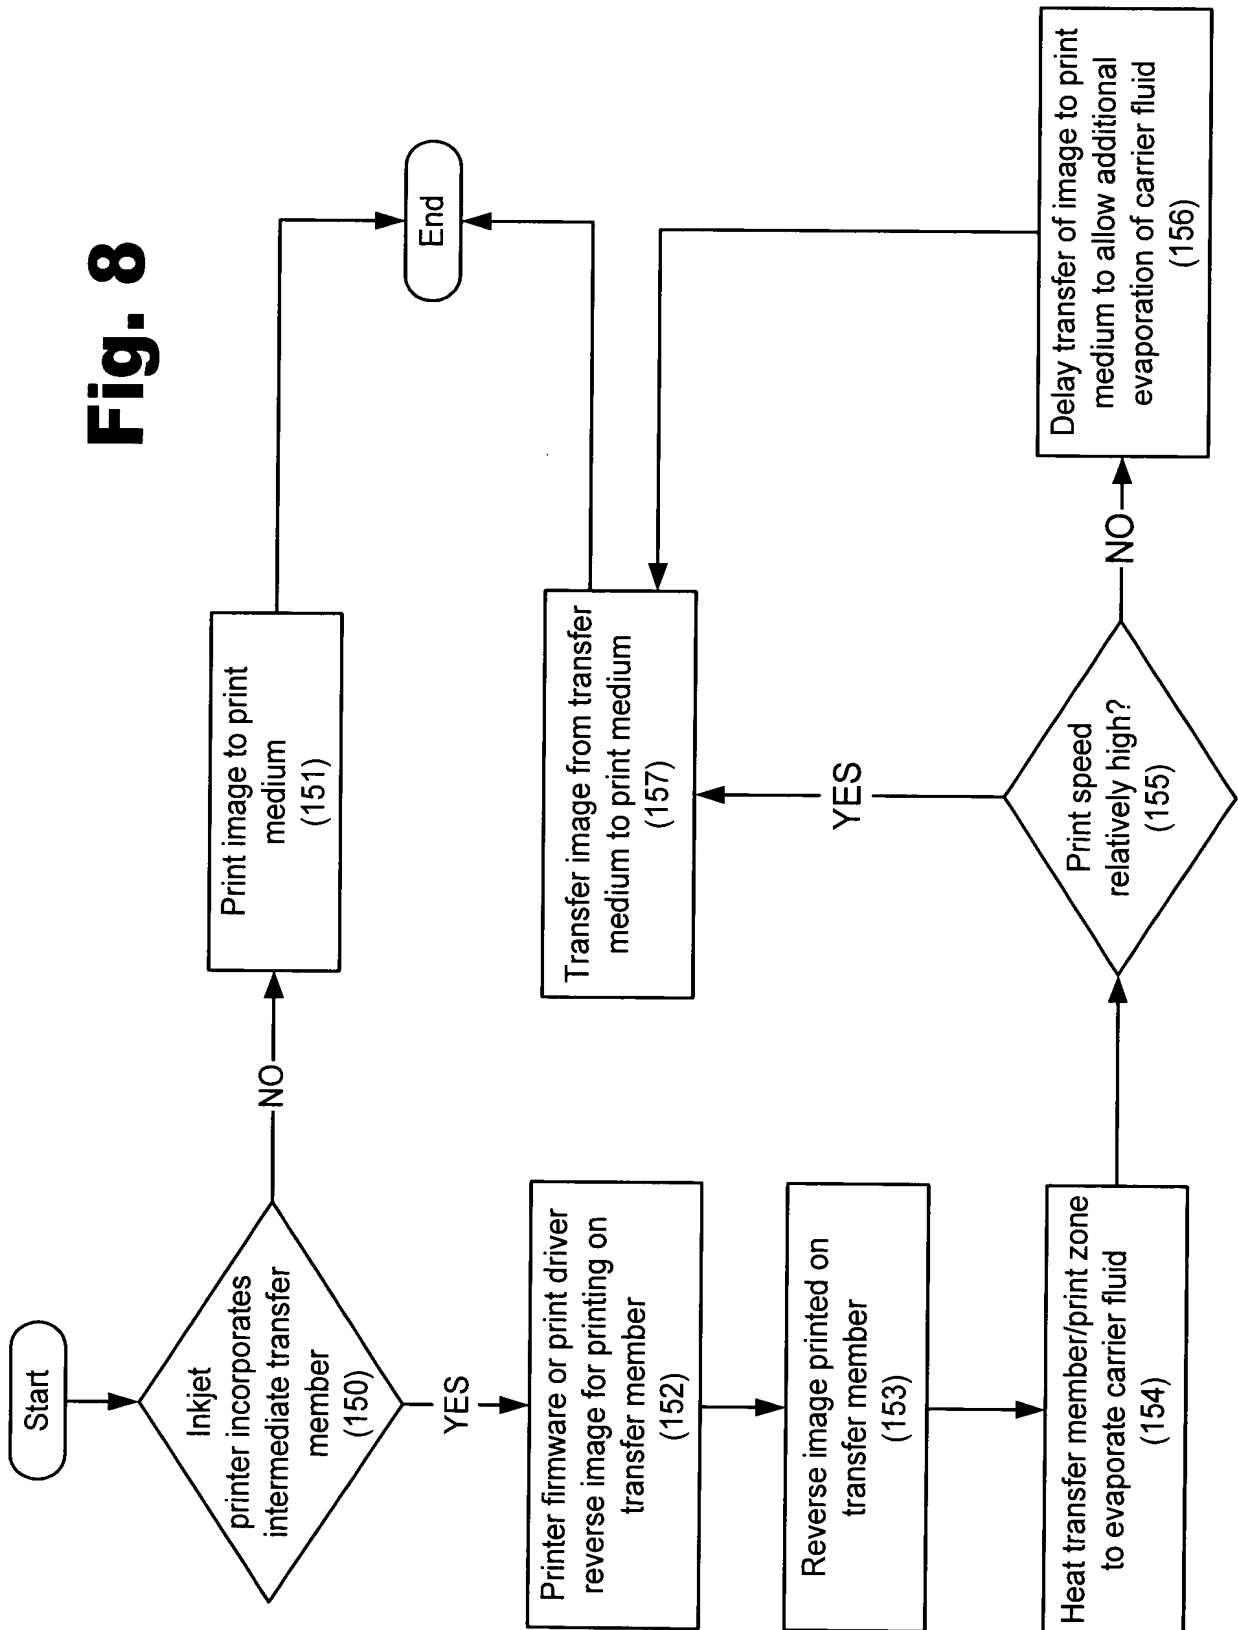 Fig. 8
Start
Inkjet
printer incorporates
intermediate transfer
member
(150)
NO
Print image to print
medium
(151)
End
YES
Printer firmware or print driver
reverse image for printing on
transfer member
(152)
Reverse image printed on
transfer member
(153)
Heat transfer member/print zone
to evaporate carrier fluid
(154)
Print speed
relatively high?
(155)
YES
Transfer image from transfer
medium to print medium
(157)
NO
Delay transfer of image to print
medium to allow additional
evaporation of carrier fluid
(156)